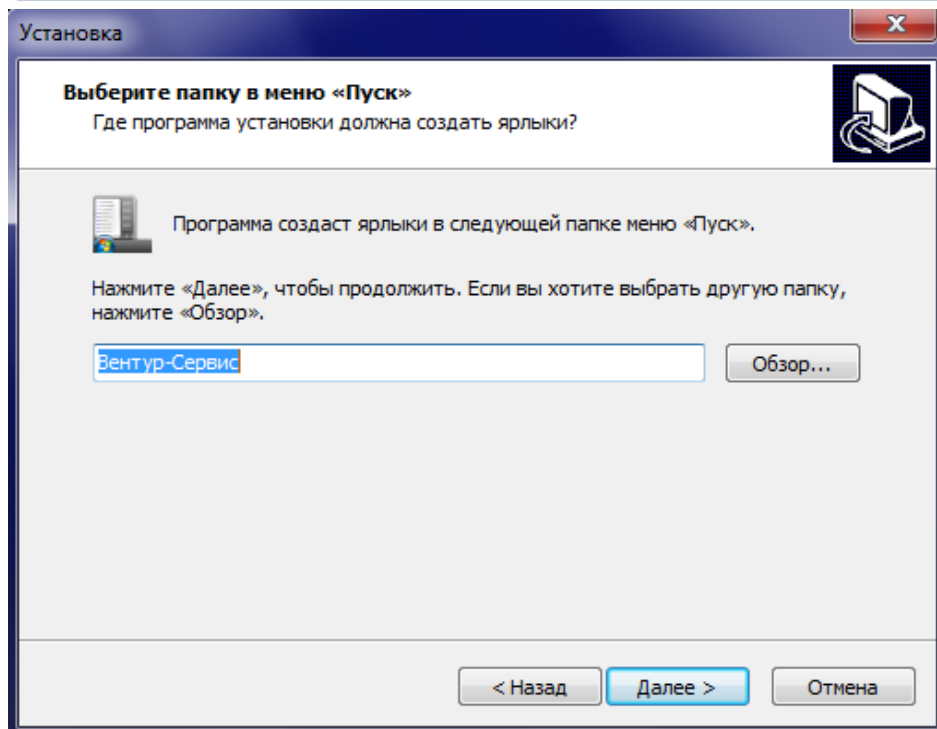 Установка
Выберите папку в меню «Пуск»
Где программа установки должна создать ярлыки?
Программа создаст ярлыки в следующей папке меню «Пуск».
Нажмите «Далее», чтобы продолжить. Если вы хотите выбрать другую папку,
нажмите «Обзор».
Вентур-Сервис
Обзор...
< Назад
Далее >
Отмена